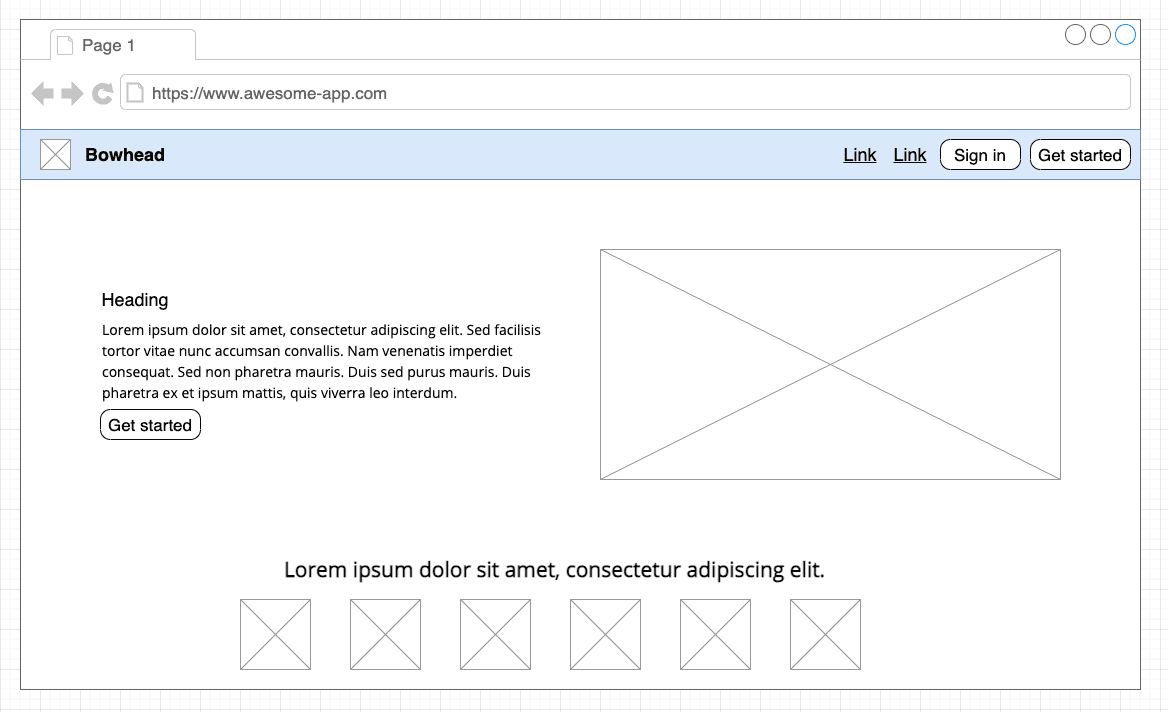 Page 1
https://www.awesome-app.com
Bowhead Link Link Sign in Get started
Heading
Lorem ipsum dolor sit amet, consectetur adipiscing elit. Sed facilisis
tortor vitae nunc accumsan convallis. Nam venenatis imperdiet
consequat. Sed non pharetra mauris. Duis sed purus mauris. Duis
pharetra ex et ipsum mattis, quis viverra leo interdum.
Get started
Lorem ipsum dolor sit amet, consectetur adipiscing elit.